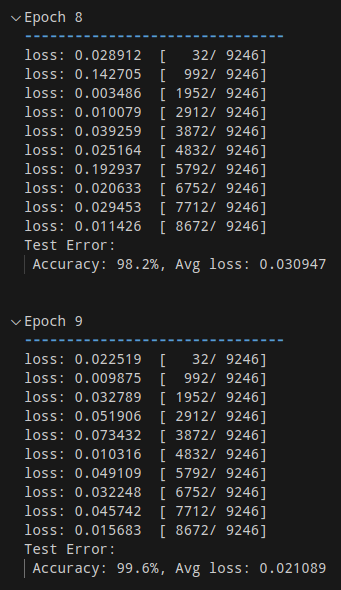 Epoch 8
-------------------------------
loss: 0.028912  [   32/ 9246]
loss: 0.142705  [  992/ 9246]
loss: 0.003486  [ 1952/ 9246]
loss: 0.010079  [ 2912/ 9246]
loss: 0.039259  [ 3872/ 9246]
loss: 0.025164  [ 4832/ 9246]
loss: 0.192937  [ 5792/ 9246]
loss: 0.020633  [ 6752/ 9246]
loss: 0.029453  [ 7712/ 9246]
loss: 0.011426  [ 8672/ 9246]
Test Error:
 Accuracy: 98.2%, Avg loss: 0.030947
Epoch 9
-------------------------------
loss: 0.022519  [   32/ 9246]
loss: 0.009875  [  992/ 9246]
loss: 0.032789  [ 1952/ 9246]
loss: 0.051906  [ 2912/ 9246]
loss: 0.073432  [ 3872/ 9246]
loss: 0.010316  [ 4832/ 9246]
loss: 0.049109  [ 5792/ 9246]
loss: 0.032248  [ 6752/ 9246]
loss: 0.045742  [ 7712/ 9246]
loss: 0.015683  [ 8672/ 9246]
Test Error:
 Accuracy: 99.6%, Avg loss: 0.021089